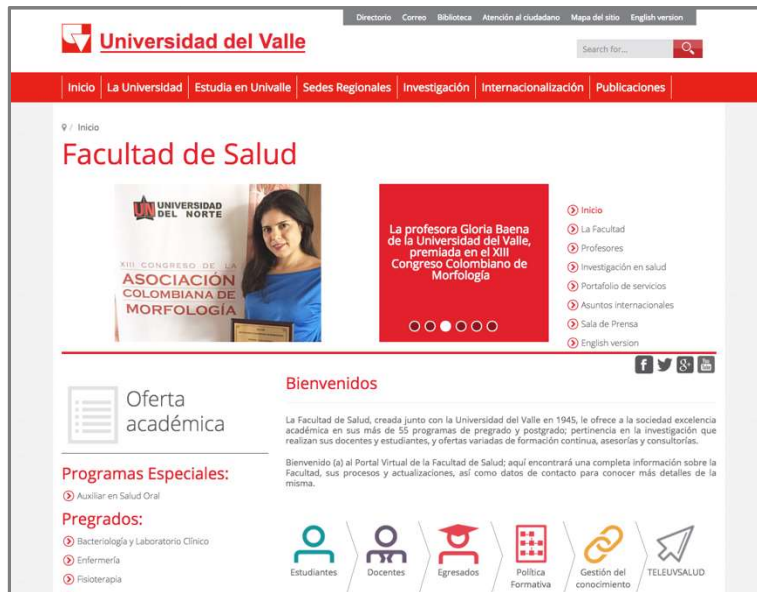 Directorio Correo Biblioteca Atención al ciudadano Mapa del sitio English version
Universidad del Valle
Search for...
Inicio La Universidad Estudia en Univalle Sedes Regionales Investigación Internacionalización Publicaciones
/ Inicio
Facultad de Salud
UN UNIVERSIDAD
DEL NORTE
XIII CONGRESO DE LA
ASOCIACIÓN
COLOMBIANA DE
MORFOLOGÍA
La profesora Gloria Baena
de la Universidad del Valle,
premiada en el XIII
Congreso Colombiano de
Morfología
Inicio
La Facultad
Profesores
Investigación en salud
Portafolio de servicios
Asuntos internacionales
Sala de Prensa
English version
Oferta
académica
Programas Especiales:
Auxiliar en Salud Oral
Pregrados:
Bacteriología y Laboratorio Clínico
Enfermería
Fisioterapia
Bienvenidos
La Facultad de Salud, creada junto con la Universidad del Valle en 1945, le ofrece a la sociedad excelencia
académica en sus más de 55 programas de pregrado y postgrado; pertinencia en la investigación que
realizan sus docentes y estudiantes, y ofertas variadas de formación continua, asesorías y consultorías.
Bienvenido (a) al Portal Virtual de la Facultad de Salud; aquí encontrará una completa información sobre la
Facultad, sus procesos y actualizaciones, así como datos de contacto para conocer más detalles de la
misma.
Estudiantes
Docentes
Egresados
Política
Formativa
Gestión del
conocimiento
TELEUVSALUD